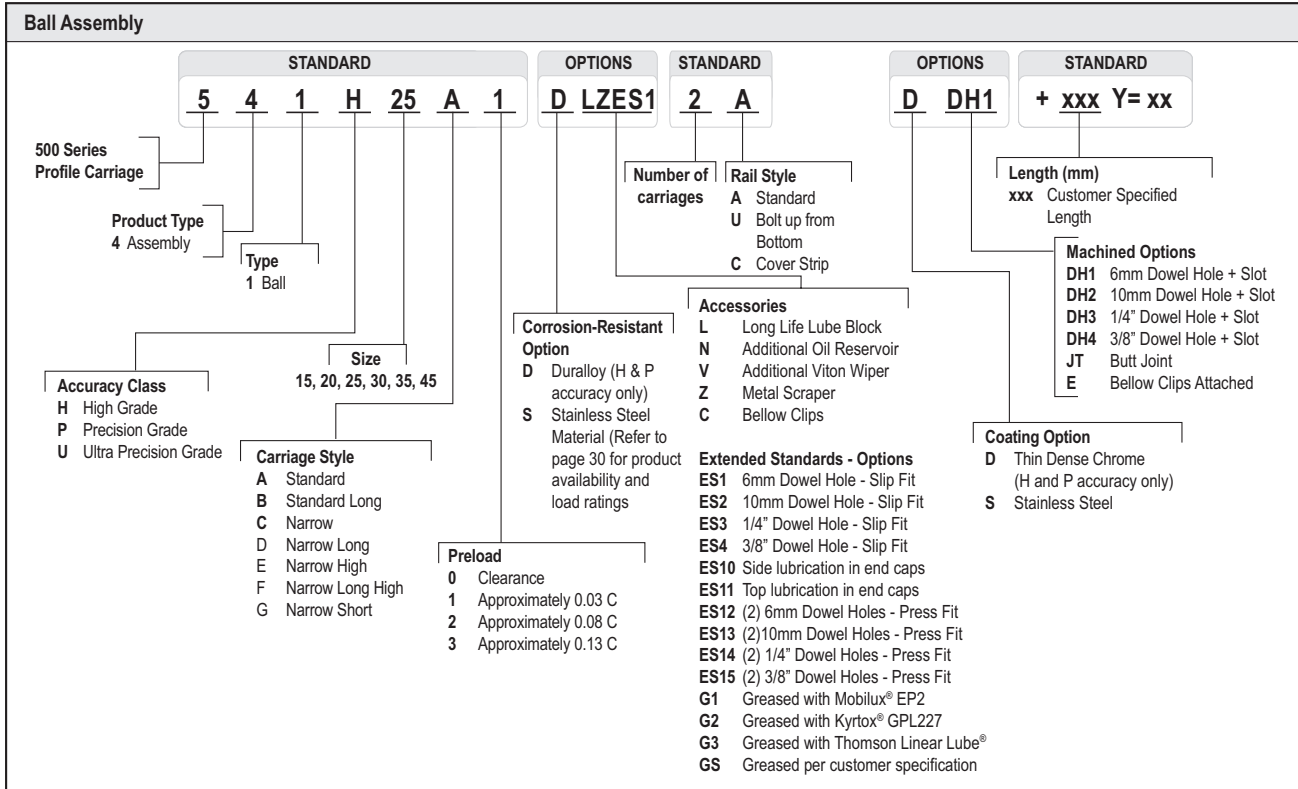 Ball Assembly
STANDARD
OPTIONS
STANDARD
OPTIONS
STANDARD
5 4 1 H 25 A 1
D LZES1
2 A
D DH1
+ xxx Y= xx
500 Series
Profile Carriage
Product Type
4 Assembly
Type
1 Ball
Accuracy Class
H High Grade
P Precision Grade
U Ultra Precision Grade
Size
15, 20, 25, 30, 35, 45
Carriage Style
A Standard
B Standard Long
C Narrow
D Narrow Long
E Narrow High
F Narrow Long High
G Narrow Short
Preload
0 Clearance
1 Approximately 0.03 C
2 Approximately 0.08 C
3 Approximately 0.13 C
Corrosion-Resistant
Option
D Duralloy (H & P
accuracy only)
S Stainless Steel
Material (Refer to
page 30 for product
availability and
load ratings
Number of
carriages
Rail Style
A Standard
U Bolt up from
Bottom
C Cover Strip
Accessories
L Long Life Lube Block
N Additional Oil Reservoir
V Additional Viton Wiper
Z Metal Scraper
C Bellow Clips
Extended Standards - Options
ES1 6mm Dowel Hole - Slip Fit
ES2 10mm Dowel Hole - Slip Fit
ES3 1/4” Dowel Hole - Slip Fit
ES4 3/8” Dowel Hole - Slip Fit
ES10 Side lubrication in end caps
ES11 Top lubrication in end caps
ES12 (2) 6mm Dowel Holes - Press Fit
ES13 (2)10mm Dowel Holes - Press Fit
ES14 (2) 1/4” Dowel Holes - Press Fit
ES15 (2) 3/8” Dowel Holes - Press Fit
G1 Greased with Mobilux® EP2
G2 Greased with Kyrtox® GPL227
G3 Greased with Thomson Linear Lube®
GS Greased per customer specification
Length (mm)
xxx Customer Specified
Length
Machined Options
DH1 6mm Dowel Hole + Slot
DH2 10mm Dowel Hole + Slot
DH3 1/4” Dowel Hole + Slot
DH4 3/8” Dowel Hole + Slot
JT Butt Joint
E Bellow Clips Attached
Coating Option
D Thin Dense Chrome
(H and P accuracy only)
S Stainless Steel